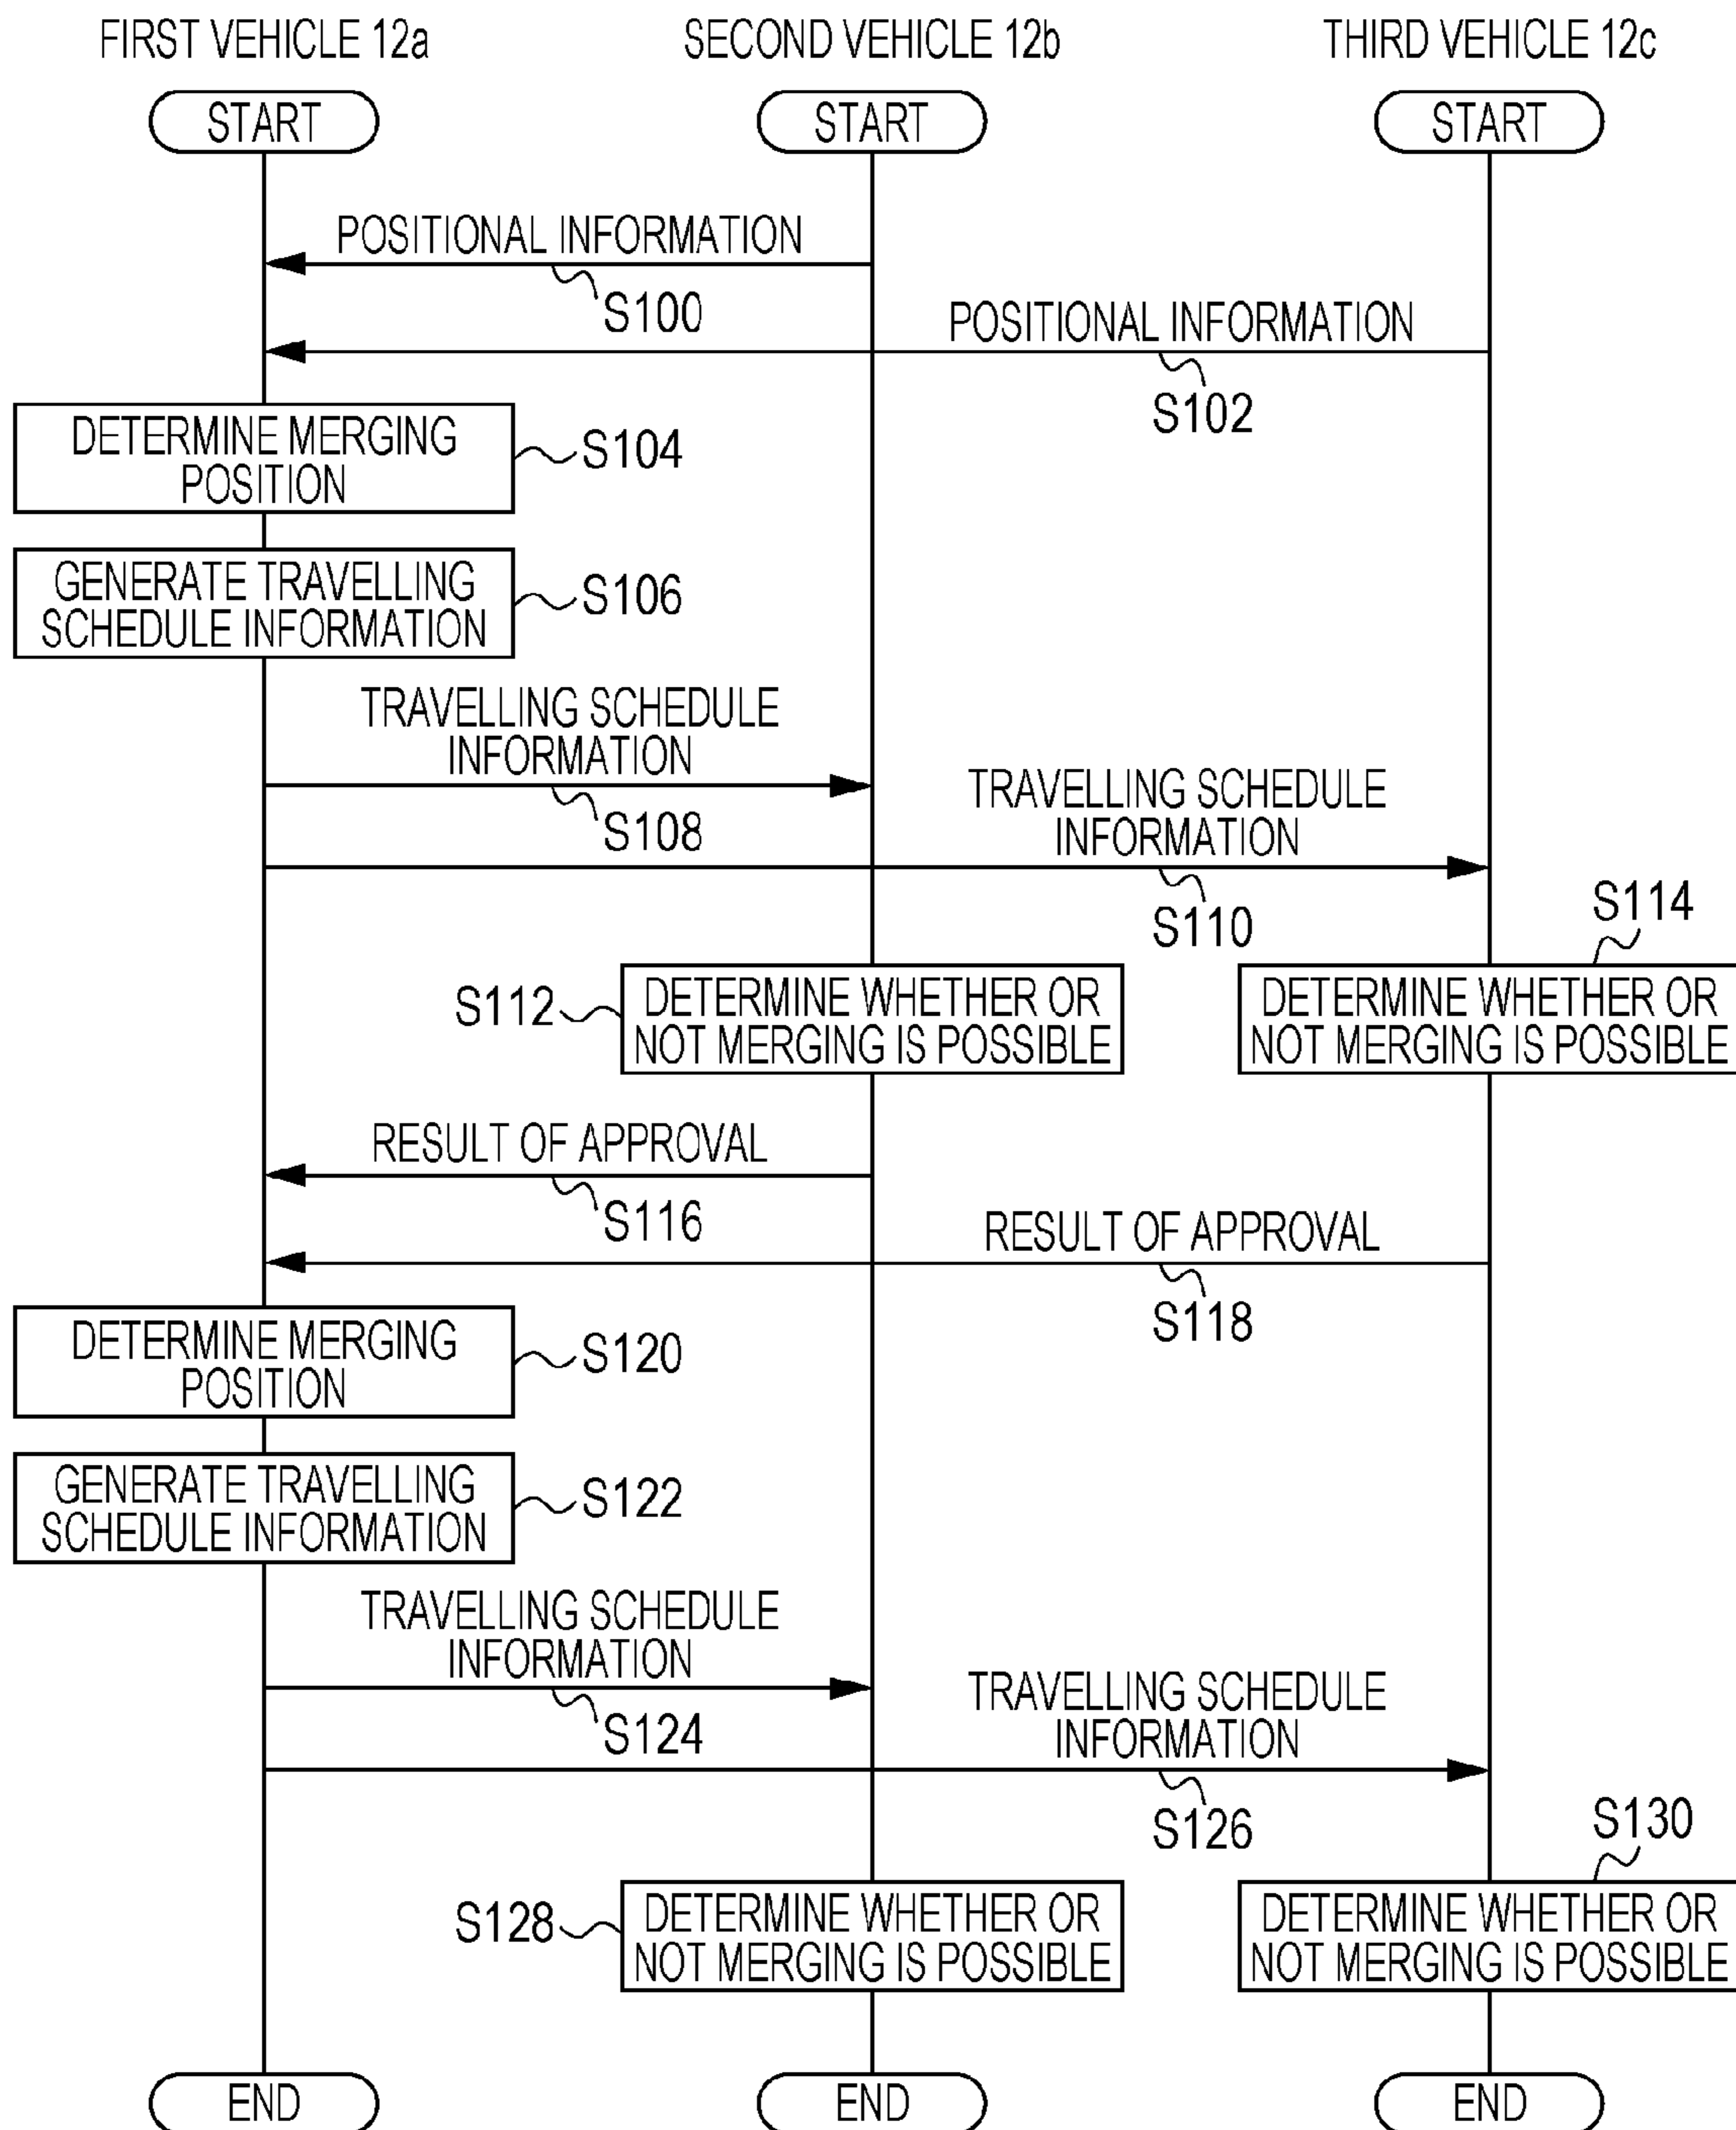 FIRST VEHICLE 12a
SECOND VEHICLE 12b
THIRD VEHICLE 12c
START
START
START
POSITIONAL INFORMATION
S100
POSITIONAL INFORMATION
S102
DETERMINE MERGING
POSITION
S104
GENERATE TRAVELLING
SCHEDULE INFORMATION
S106
TRAVELLING SCHEDULE
INFORMATION
S108
TRAVELLING SCHEDULE
INFORMATION
S110
S112
DETERMINE WHETHER OR
NOT MERGING IS POSSIBLE
S114
DETERMINE WHETHER OR
NOT MERGING IS POSSIBLE
RESULT OF APPROVAL
S116
RESULT OF APPROVAL
S118
DETERMINE MERGING
POSITION
S120
GENERATE TRAVELLING
SCHEDULE INFORMATION
S122
TRAVELLING SCHEDULE
INFORMATION
S124
TRAVELLING SCHEDULE
INFORMATION
S126
S128
DETERMINE WHETHER OR
NOT MERGING IS POSSIBLE
S130
DETERMINE WHETHER OR
NOT MERGING IS POSSIBLE
END
END
END